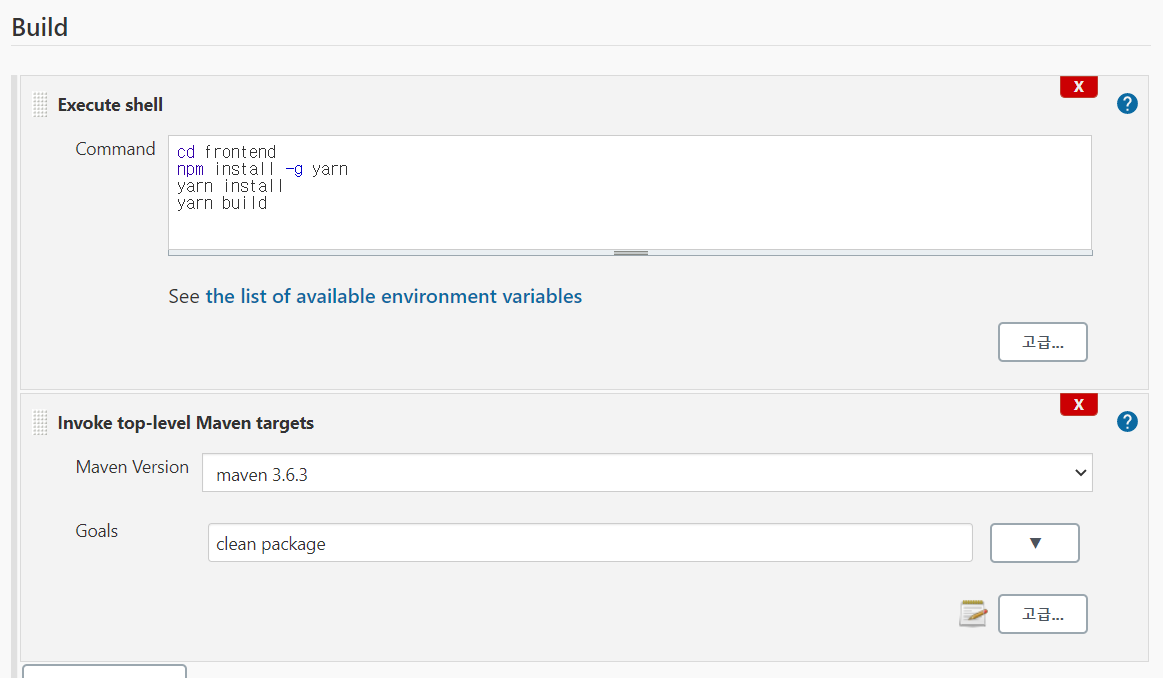 Build
Execute shell
X
?
Command
cd frontend
npm install -g yarn
yarn install
yarn build
See the list of available environment variables
고급...
Invoke top-level Maven targets
X
?
Maven Version
maven 3.6.3
Goals
clean package
▼
고급...